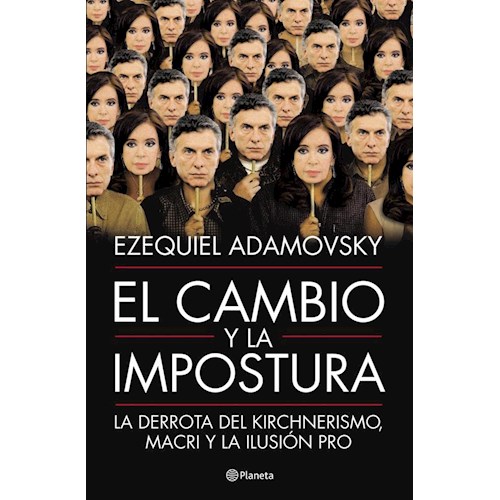 EZEQUIEL ADAMOVSKY
EL CAMBIO
Y LA
IMPOSTURA
LA DERROTA DEL KIRCHNERISMO,
MACRI Y LA ILUSIÓN PRO
Planeta